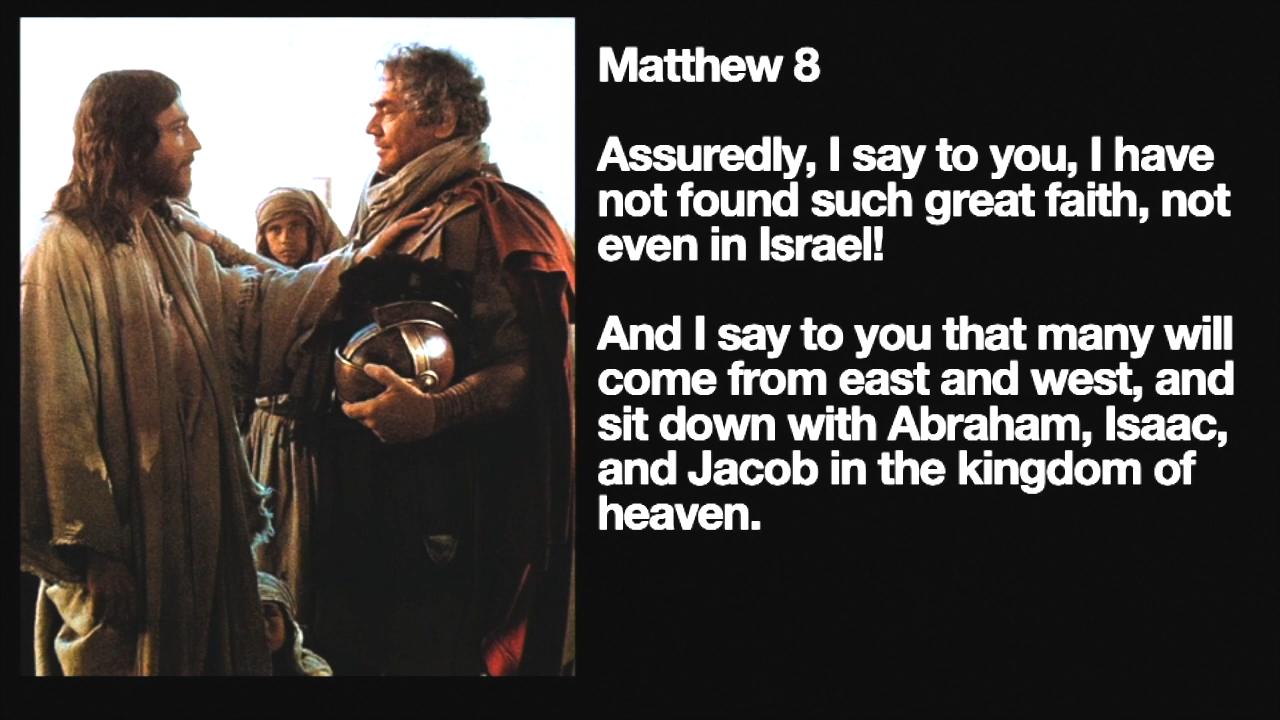 Matthew 8
Assuredly, I say to you, I have
not found such great faith, not
even in Israel!
And I say to you that many will
come from east and west, and
sit down with Abraham, Isaac,
and Jacob in the kingdom of
heaven.